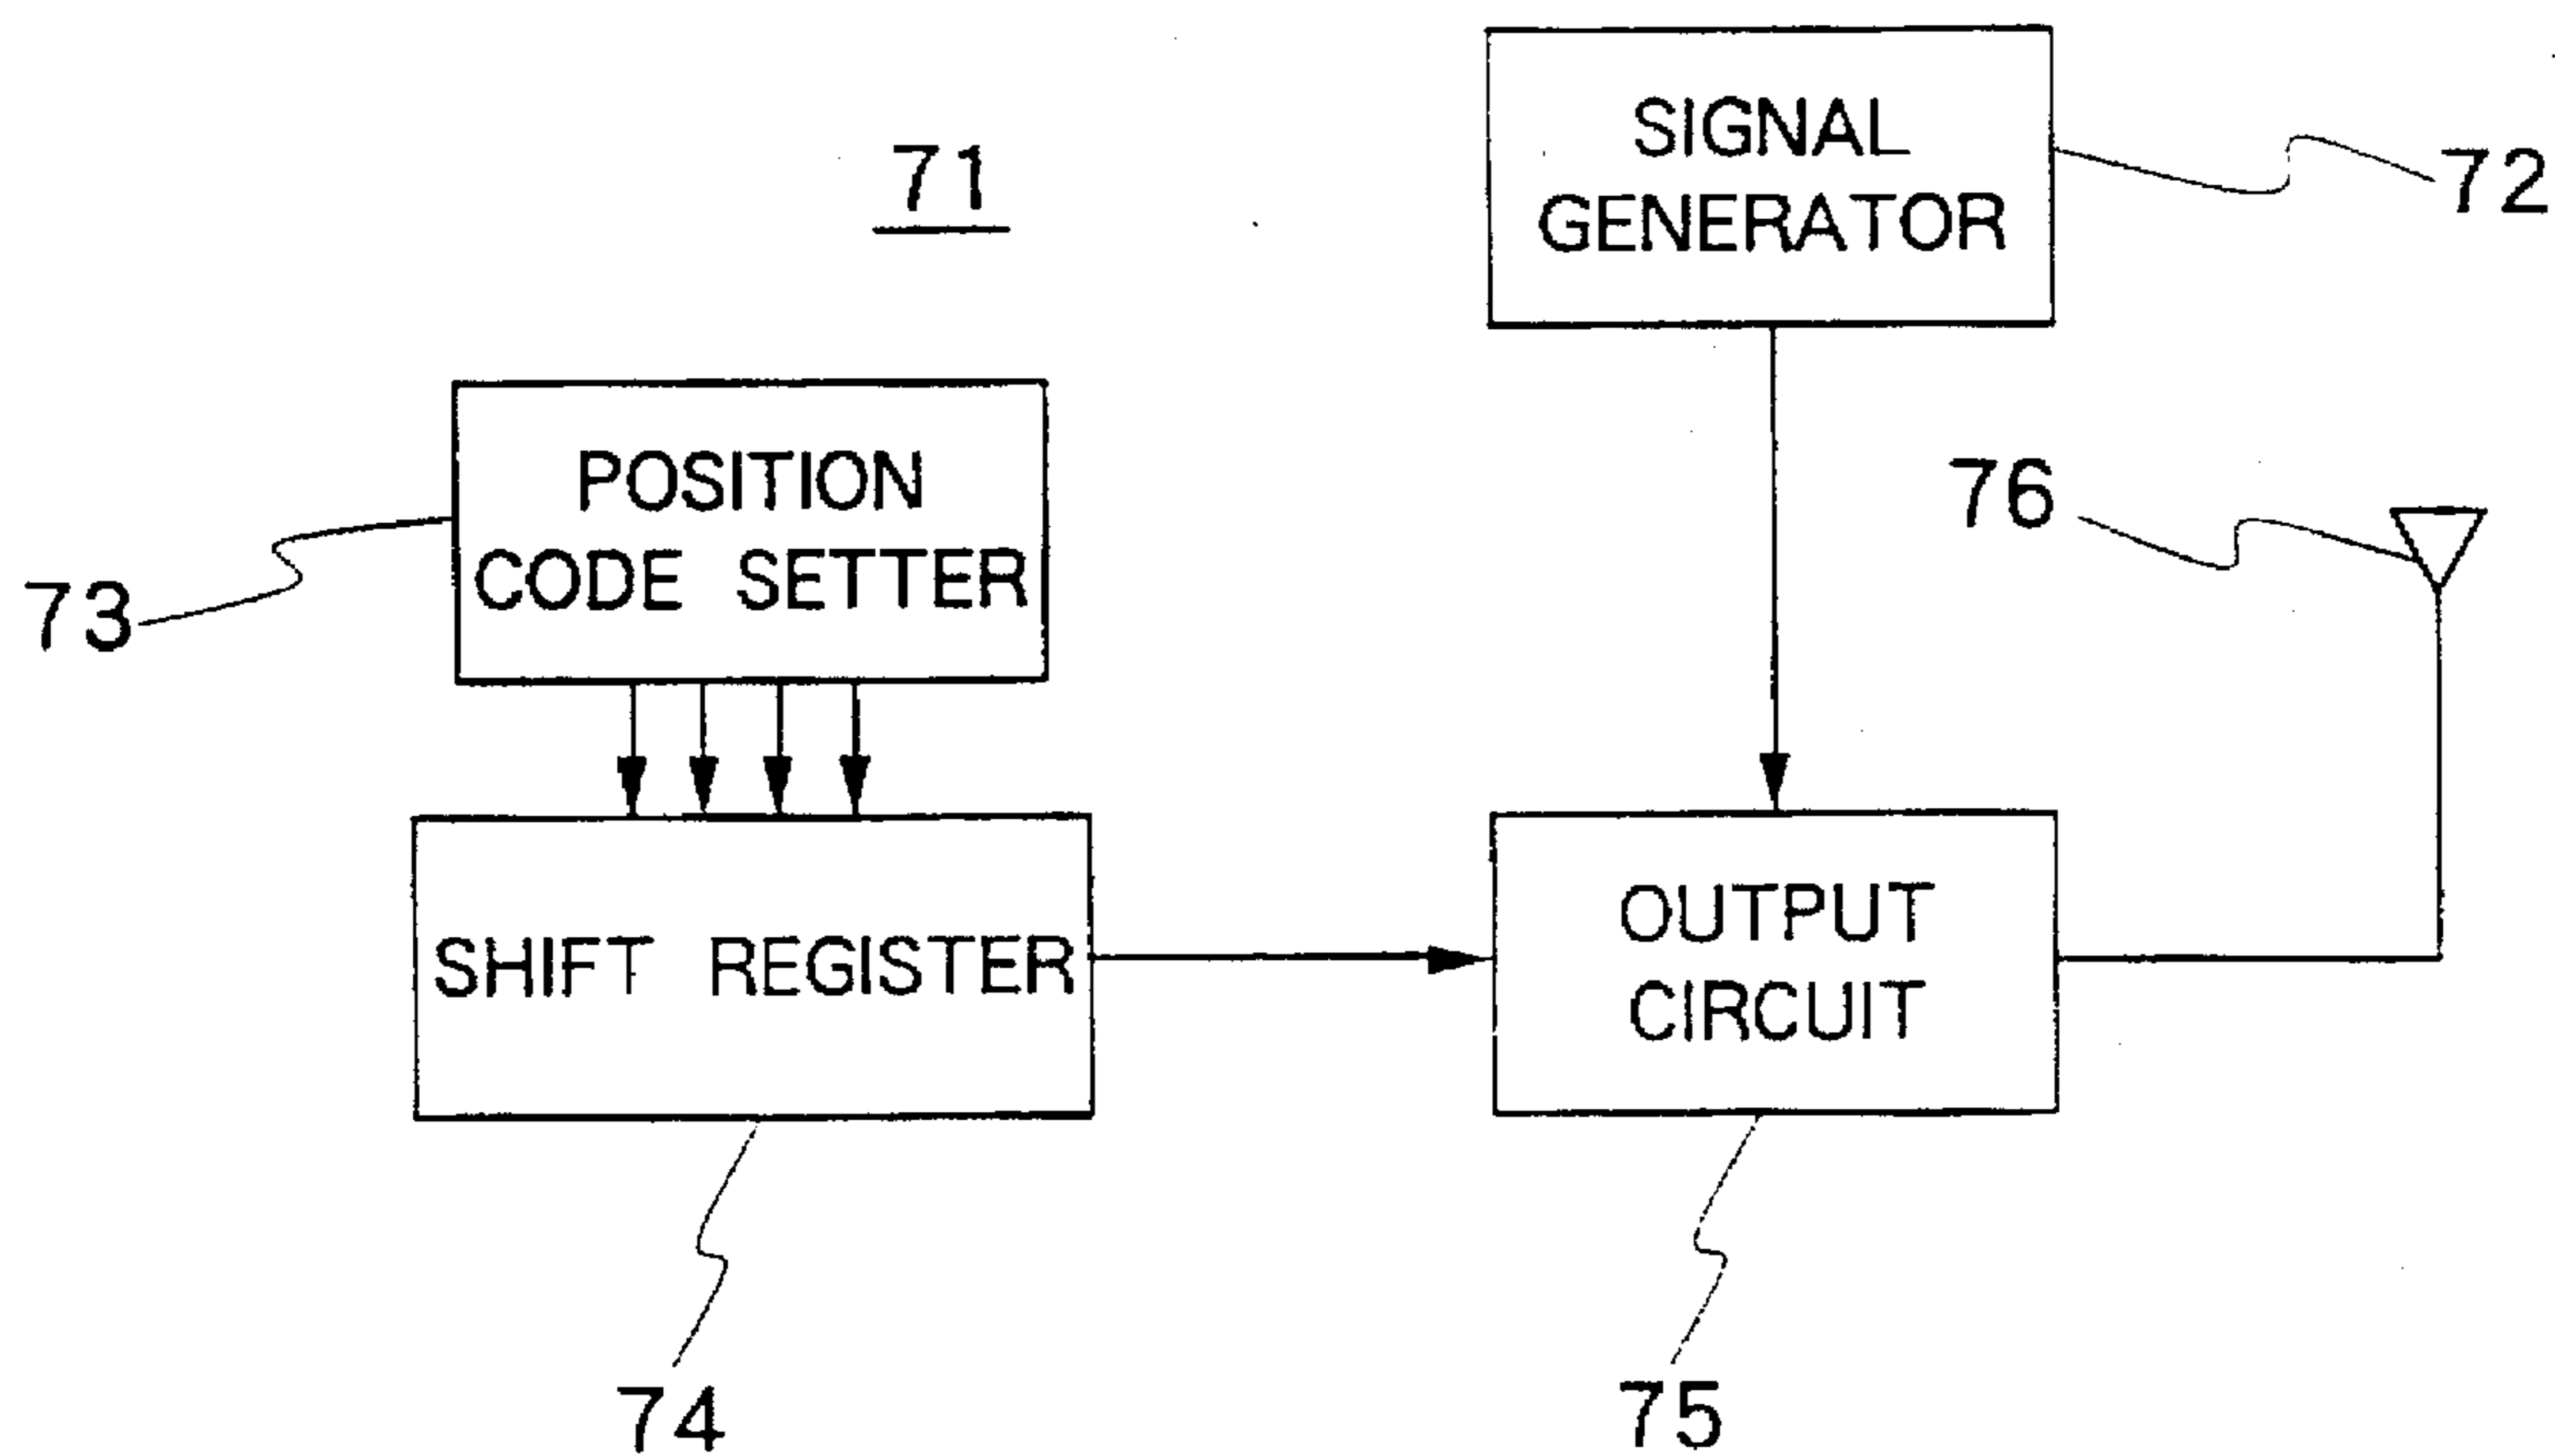 71
SIGNAL
GENERATOR
72
POSITION
CODE SETTER
73
76
SHIFT REGISTER
OUTPUT
CIRCUIT
74
75